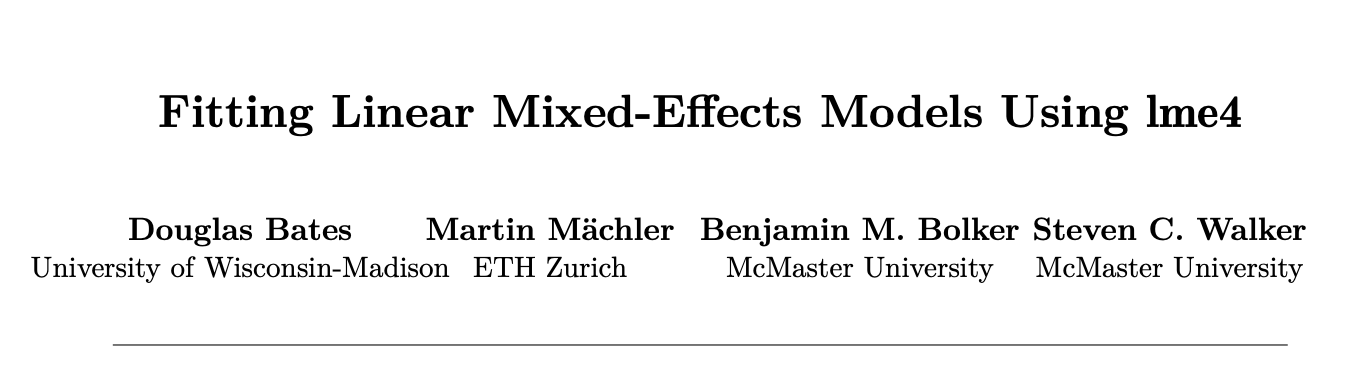 Fitting Linear Mixed-Effects Models Using lme4
Douglas Bates Martin Mächler Benjamin M. Bolker Steven C. Walker
University of Wisconsin-Madison ETH Zurich McMaster University McMaster University